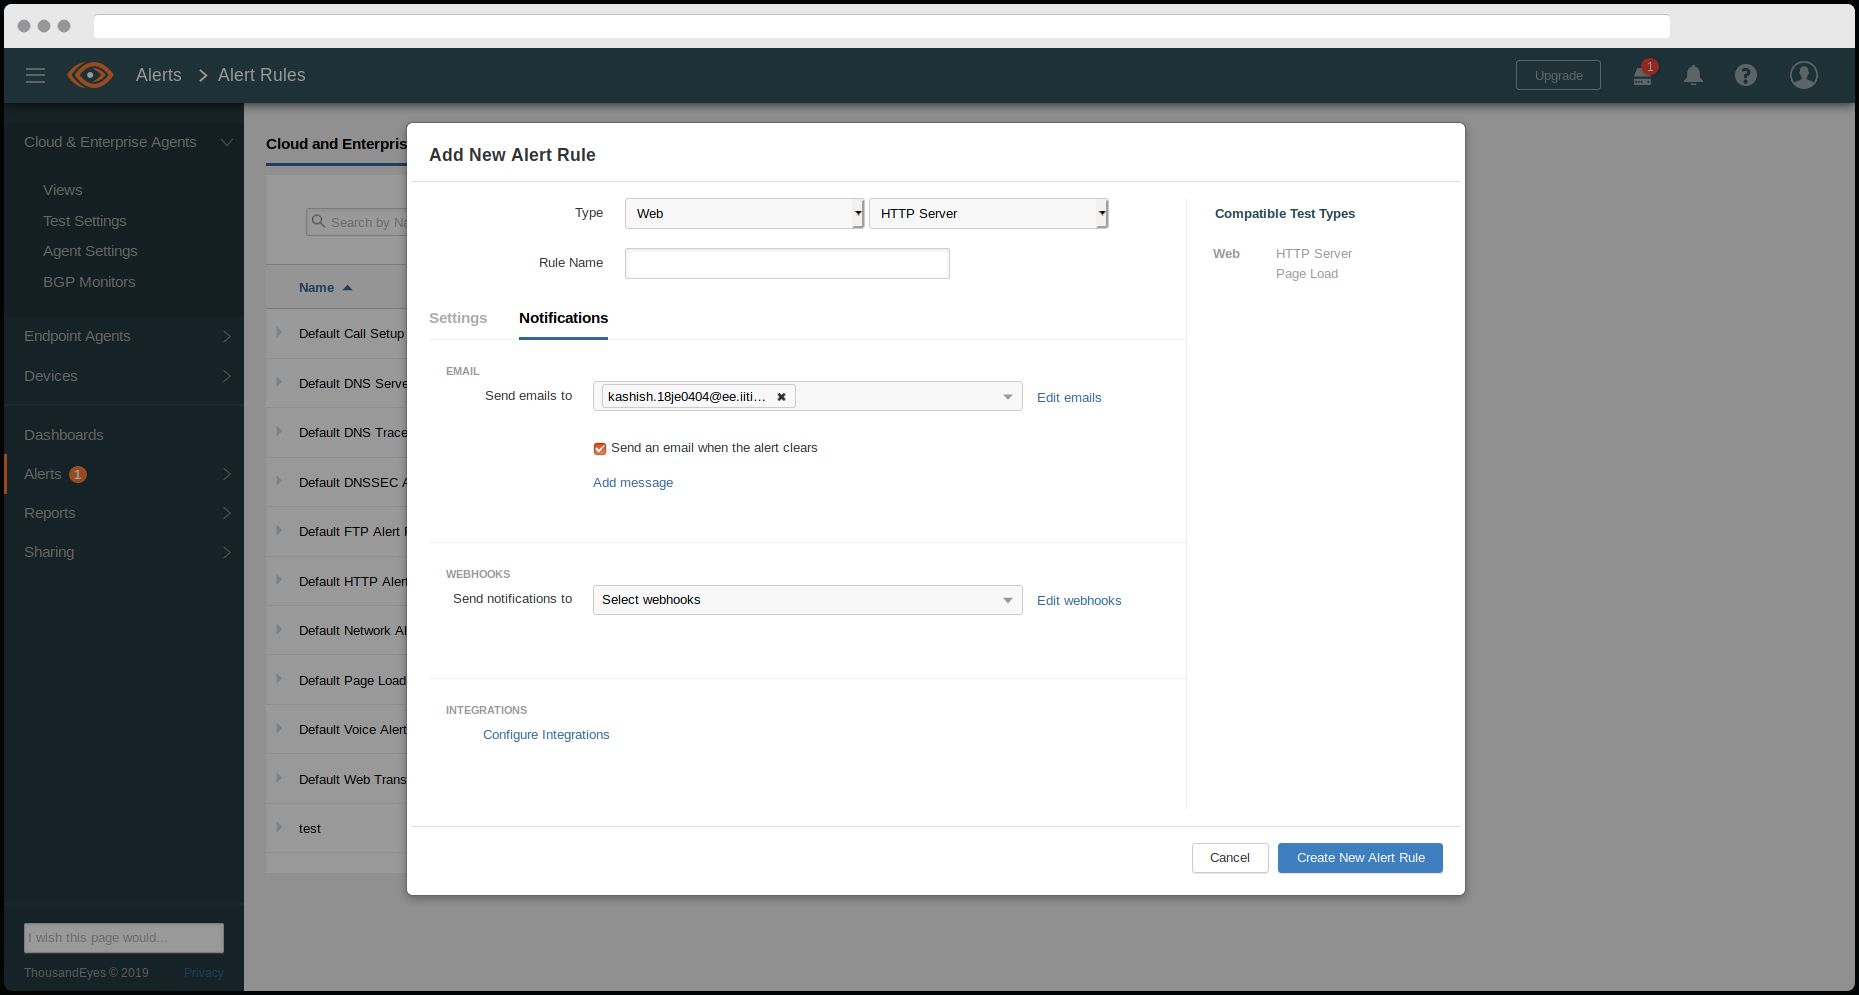 Alerts > Alert Rules
Upgrade
1
Cloud & Enterprise Agents
Views
Test Settings
Agent Settings
BGP Monitors
Endpoint Agents
Devices
Dashboards
Alerts 1
Reports
Sharing
I wish this page would...
ThousandEyes © 2019 Privacy
Cloud and Enterpris
Search by Na
Name
Default Call Setup
Default DNS Serve
Default DNS Trace
Default DNSSEC A
Default FTP Alert
Default HTTP Alert
Default Network Al
Default Page Load
Default Voice Alert
Default Web Trans
test
Add New Alert Rule
Type Web HTTP Server
Rule Name
Settings Notifications
EMAIL
Send emails to kashish.18je0404@ee.iiti... Edit emails
Send an email when the alert clears
Add message
WEBHOOKS
Send notifications to Select webhooks Edit webhooks
INTEGRATIONS
Configure Integrations
Compatible Test Types
Web HTTP Server
Page Load
Cancel Create New Alert Rule